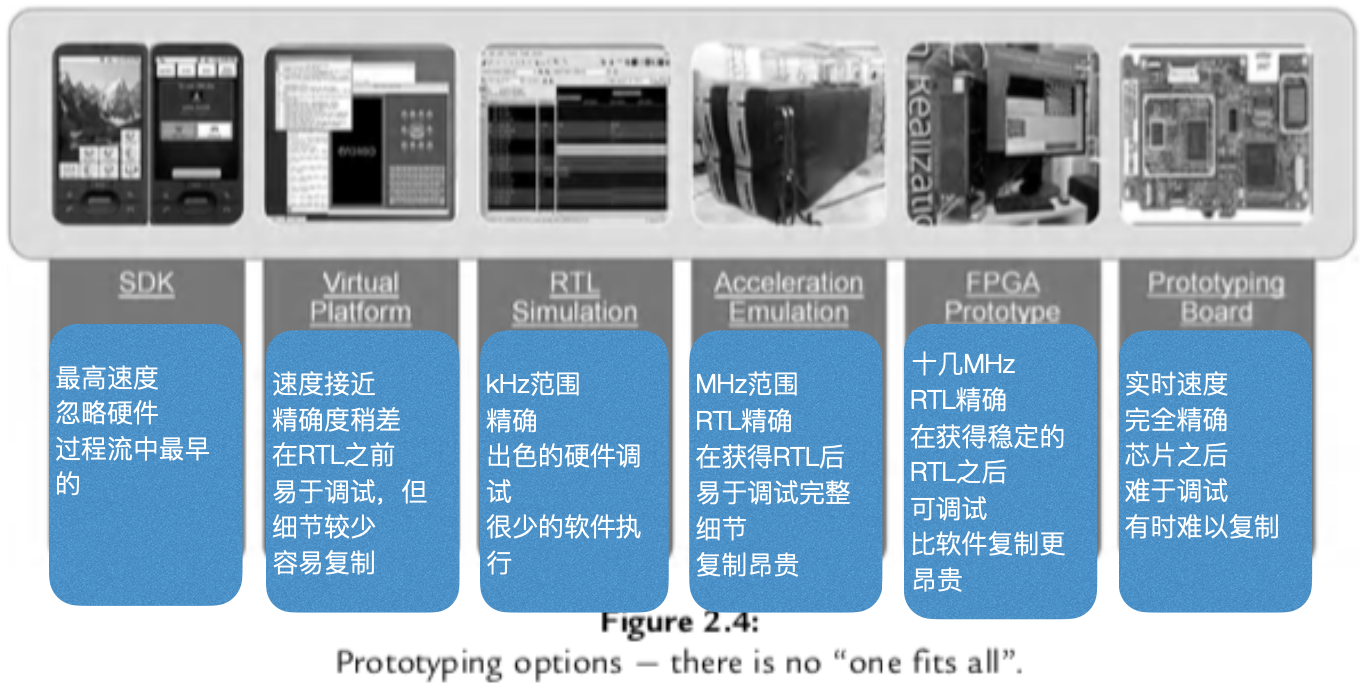 Realizatio
SDK
最高速度
忽略硬件
过程流中最早
的
Virtual
Platform
速度接近
精确度稍差
在RTL之前
易于调试，但
细节较少
容易复制
RTL
Simulation
kHz范围
精确
出色的硬件调
试
很少的软件执
行
Acceleration
Emulation
MHz范围
RTL精确
在获得RTL后
易于调试完整
细节
复制昂贵
FPGA
Prototype
十几MHz
RTL精确
在获得稳定的
RTL之后
可调试
比软件复制更
昂贵
Prototyping
Board
实时速度
完全精确
芯片之后
难于调试
有时难以复制
Figure 2.4:
Prototyping options — there is no “one fits all”.